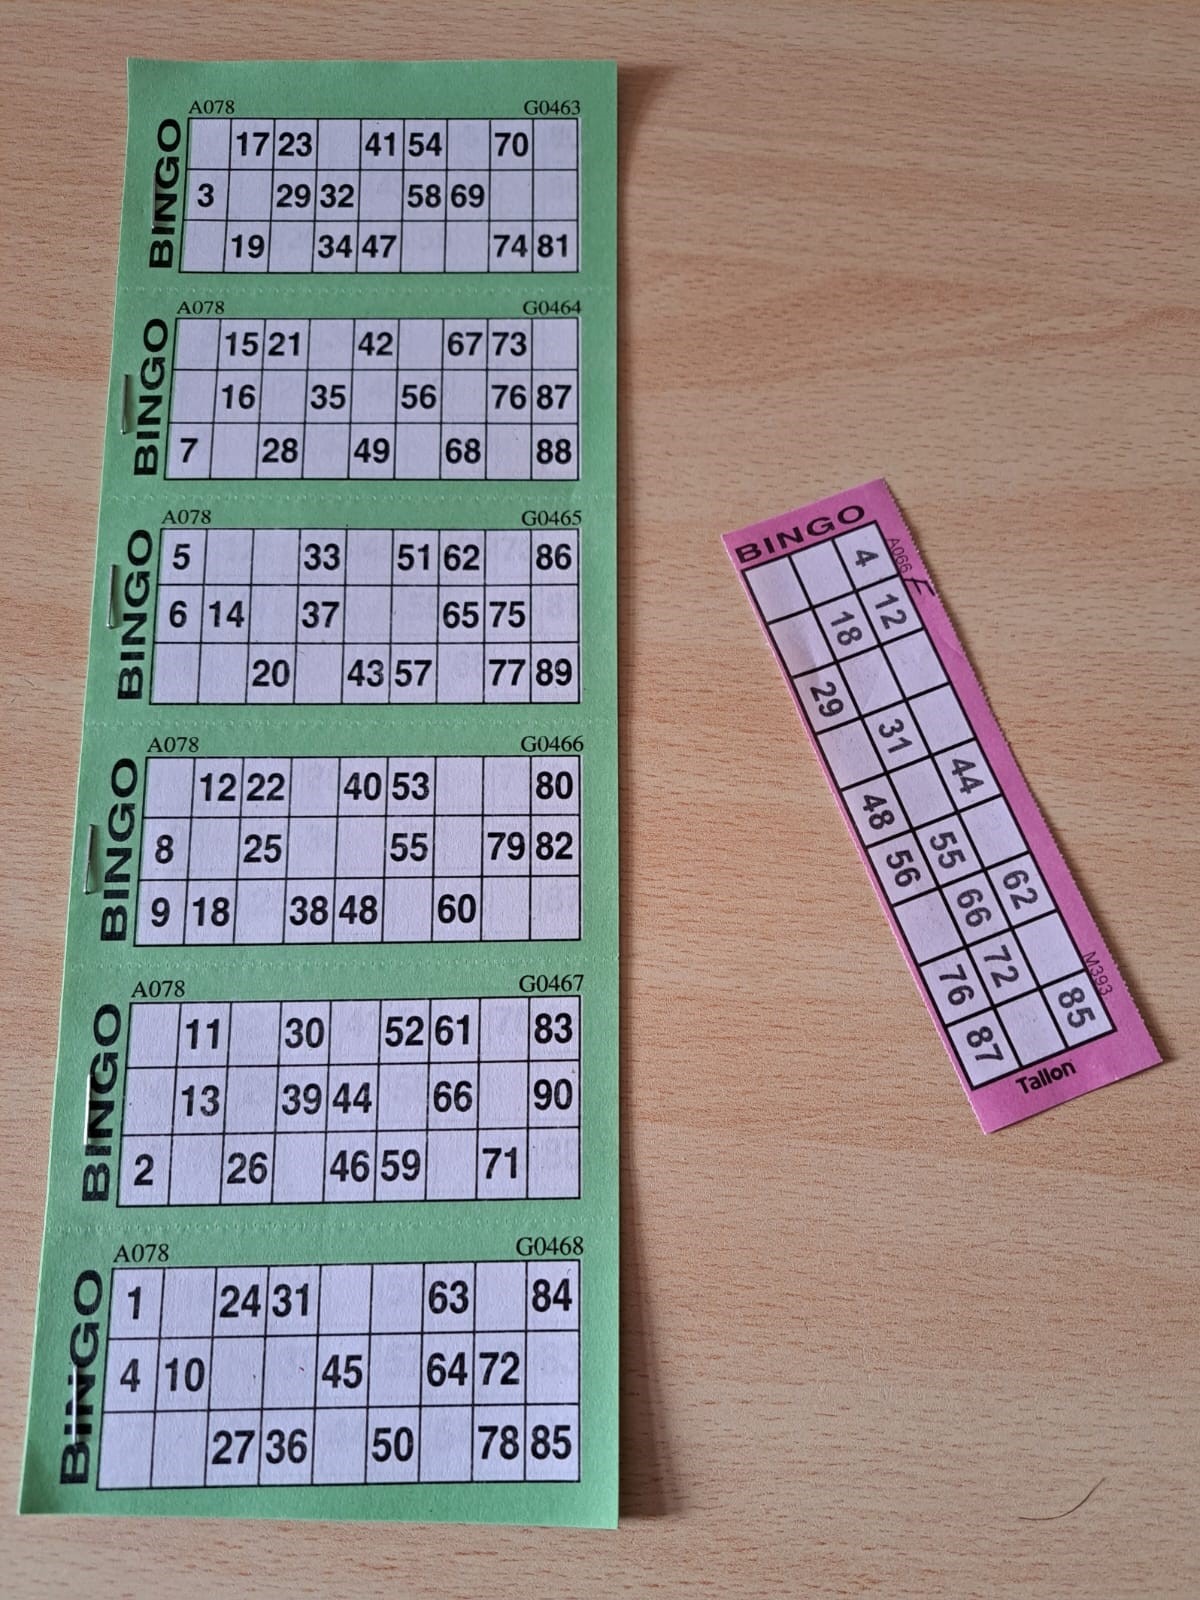 A078 G0463
BINGO
17 23 41 54 70
3 29 32 58 69
19 34 47 74 81
A078 G0464
BINGO
15 21 42 67 73
16 35 56 76 87
7 28 49 68 88
A078 G0465
BINGO
5 33 51 62 86
6 14 37 65 75
20 43 57 77 89
A078 G0466
BINGO
12 22 40 53 80
8 25 55 79 82
9 18 38 48 60
A078 G0467
BINGO
11 30 52 61 83
13 39 44 66 90
2 26 46 59 71
A078 G0468
BINGO
1 24 31 63 84
4 10 45 64 72
27 36 50 78 85
BINGO
A066 M393
4 12 44 62 85
18 31 55 66 72
29 48 56 76 87
Tallon